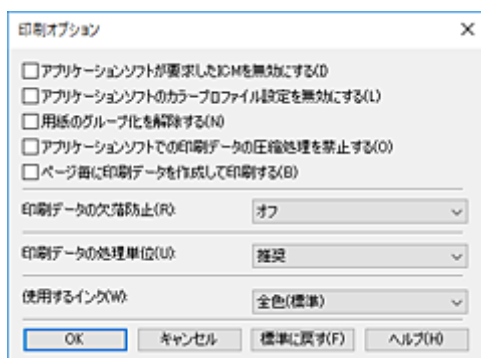 印刷オプション
アプリケーションソフトが要求したICMを無効にする(I)
アプリケーションソフトのカラープロファイル設定を無効にする(L)
用紙のグループ化を解除する(N)
アプリケーションソフトでの印刷データの圧縮処理を禁止する(O)
ページ毎に印刷データを作成して印刷する(B)
印刷データの欠落防止(R): オフ
印刷データの処理単位(U): 推奨
使用するインク(W): 全色(標準)
OK キャンセル 標準に戻す(F) ヘルプ(H)